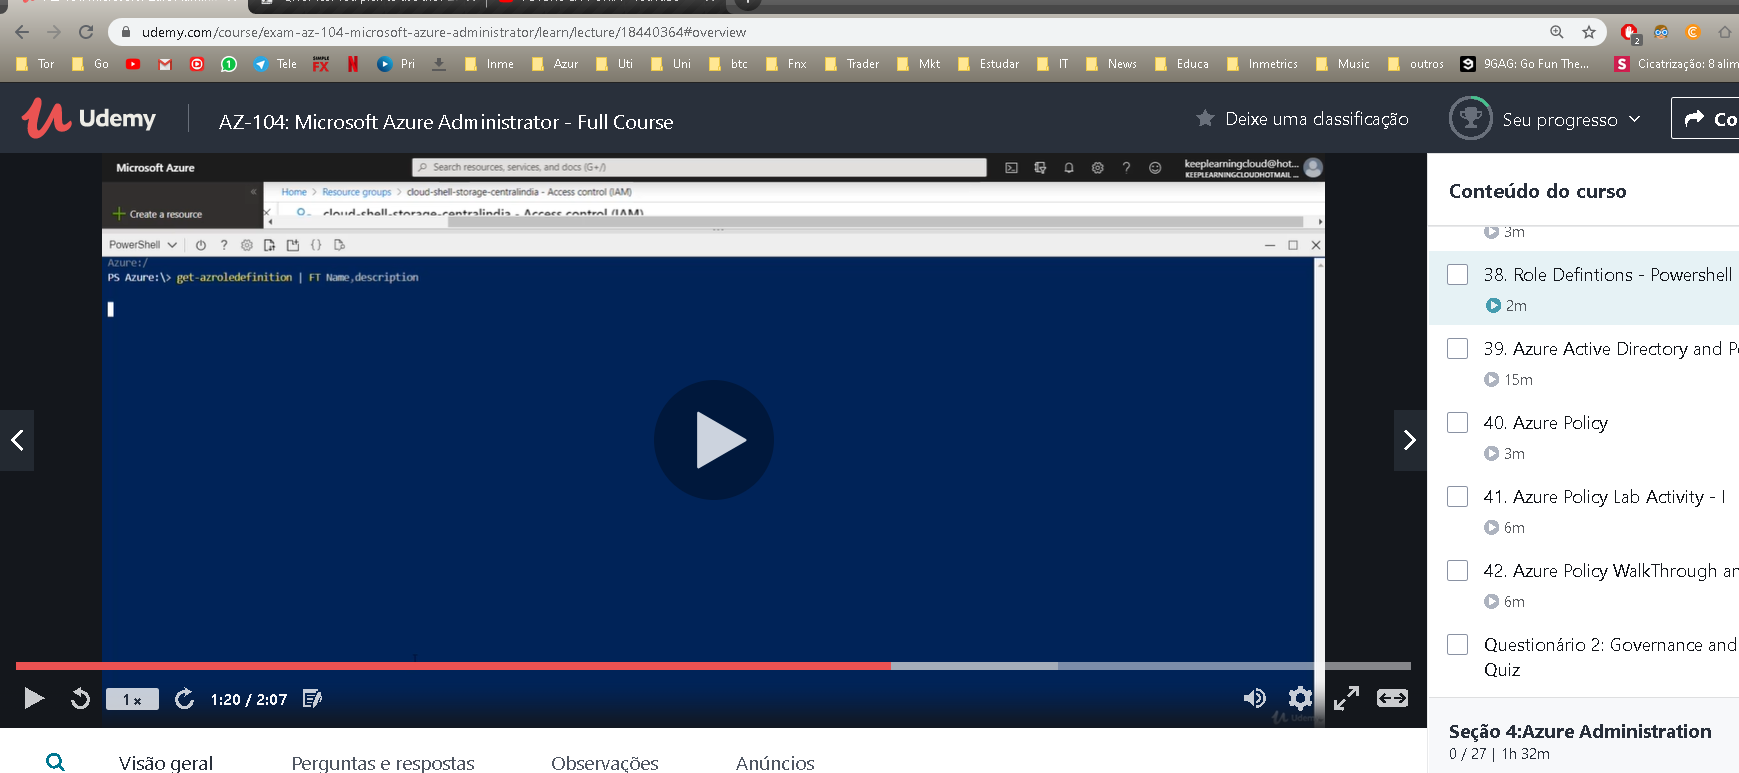 udemy.com/course/exam-az-104-microsoft-azure-administrator/learn/lecture/18440364#overview
2
Tor Go 1 Tele SIMPLE FX Pri Inme Azur Uti Uni btc Fnx Trader Mkt Estudar IT News Educa Inmetrics Music outros 9GAG: Go Fun The... Cicatrização: 8 alim
Udemy AZ-104: Microsoft Azure Administrator - Full Course Deixe uma classificação Seu progresso Co
Microsoft Azure Search resources, services, and docs (G+/) keeplearningcloud@hot...
KEEPLEARNINGCLOUDHOTMAIL ...
Home > Resource groups > cloud-shell-storage-centralindia - Access control (IAM)
Create a resource
cloud-shell-storage-centralindia - Access control (IAM)
PowerShell
Azure:/
PS Azure:\> get-azroledefinition | FT Name,description
1 x
1:20 / 2:07
Udemy
Visão geral Perguntas e respostas Observações Anúncios
Conteúdo do curso
3m
38. Role Defintions - Powershell
2m
39. Azure Active Directory and P
15m
40. Azure Policy
3m
41. Azure Policy Lab Activity - I
6m
42. Azure Policy WalkThrough an
6m
Questionário 2: Governance and
Quiz
Seção 4:Azure Administration
0 / 27 | 1h 32m